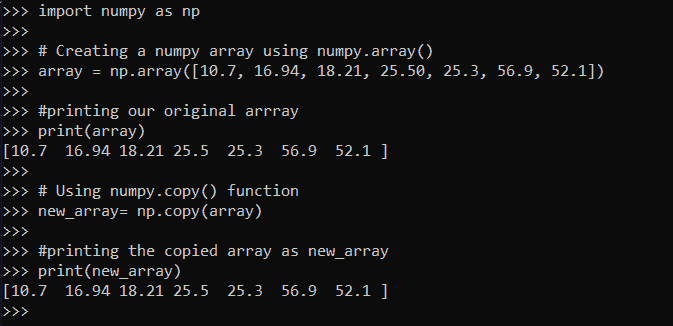 >>> import numpy as np
>>>
>>> # Creating a numpy array using numpy.array()
>>> array = np.array([10.7, 16.94, 18.21, 25.50, 25.3, 56.9, 52.1])
>>>
>>> #printing our original arrray
>>> print(array)
[10.7  16.94 18.21 25.5  25.3  56.9  52.1 ]
>>>
>>> # Using numpy.copy() function
>>> new_array= np.copy(array)
>>>
>>> #printing the copied array as new_array
>>> print(new_array)
[10.7  16.94 18.21 25.5  25.3  56.9  52.1 ]
>>>